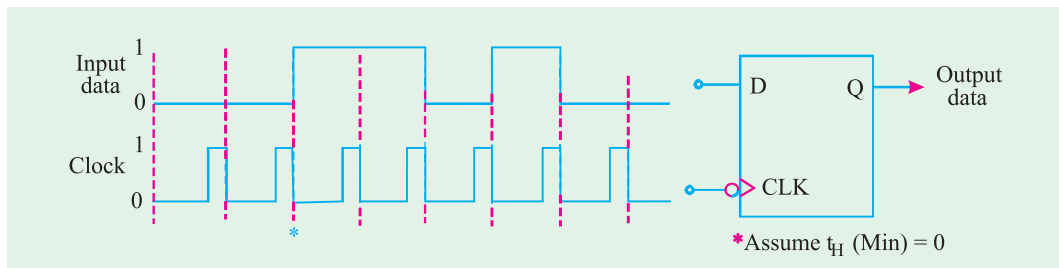 Input data
1
0
Clock
1
0
*
D
Q
CLK
Output data
*Assume tH (Min) = 0